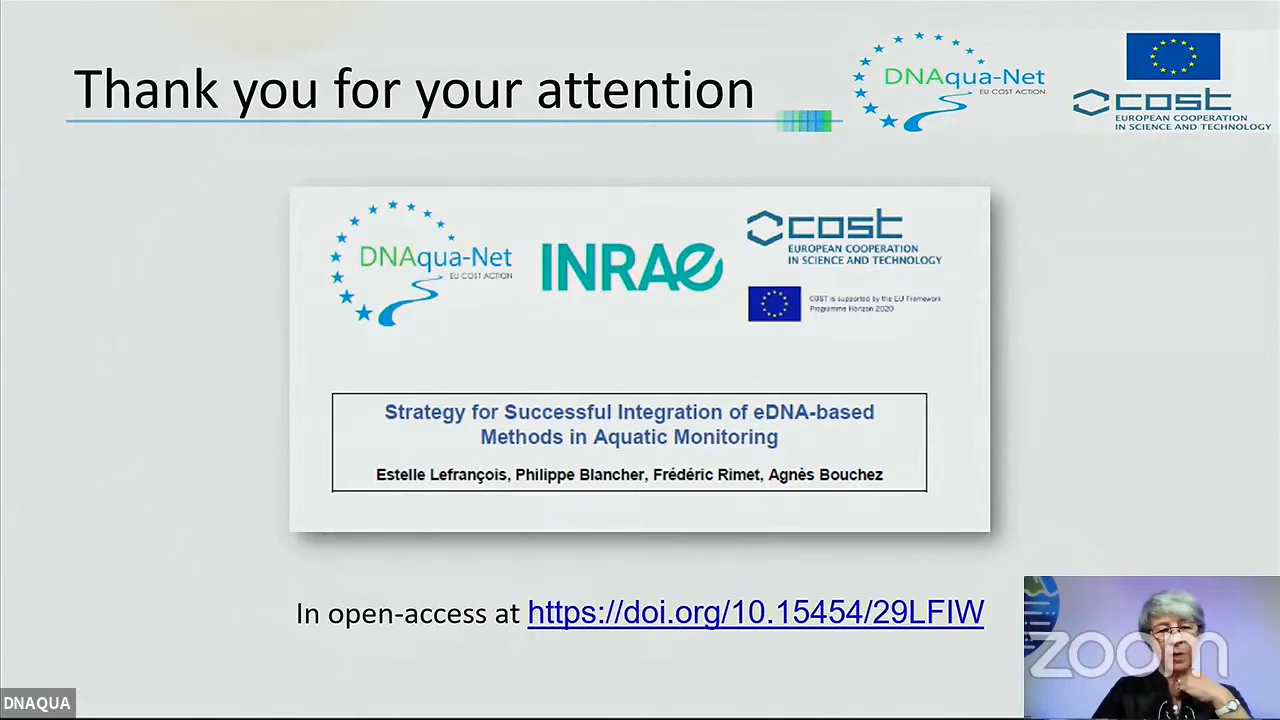 Thank you for your attention
DNAqua-Net
EU COST ACTION
cost
EUROPEAN COOPERATION
IN SCIENCE AND TECHNOLOGY
DNAqua-Net
EU COST ACTION
INRAE
cost
EUROPEAN COOPERATION
IN SCIENCE AND TECHNOLOGY
COST is supported by the EU Framework
Programme Horizon 2020
Strategy for Successful Integration of eDNA-based
Methods in Aquatic Monitoring
Estelle Lefrançois, Philippe Blancher, Frédéric Rimet, Agnès Bouchez
In open-access at https://doi.org/10.15454/29LFIW
zoom
DNAQUA